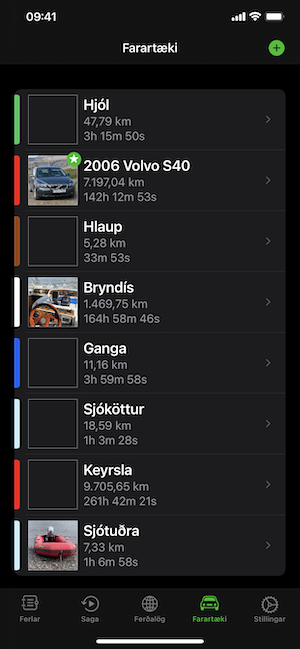 09:41
Farartæki
Hjól
47,79 km
3h 15m 50s
2006 Volvo S40
7.197,04 km
142h 12m 53s
Hlaup
5,28 km
33m 53s
Bryndís
1.469,75 km
164h 58m 46s
Ganga
11,16 km
3h 59m 58s
Sjóköttur
18,59 km
1h 3m 28s
Keyrsla
9.705,65 km
261h 42m 21s
Sjótuðra
7,33 km
1h 6m 58s
Ferlar Saga Ferðalög Farartæki Stillingar